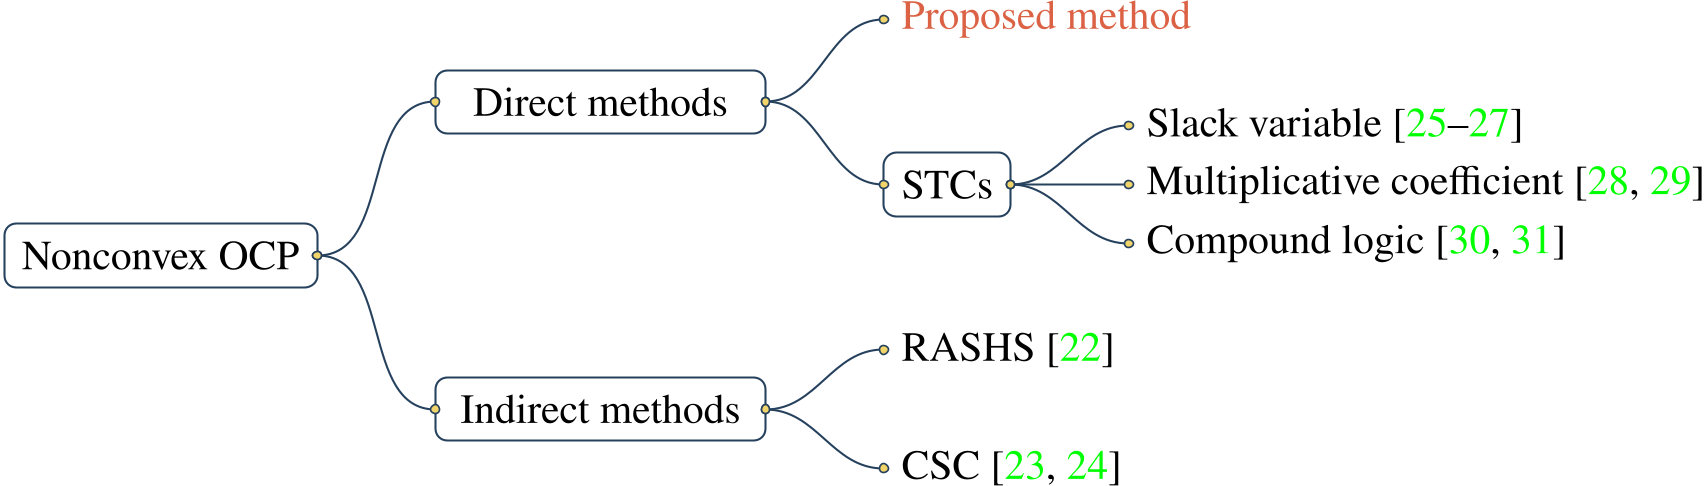 Proposed method
Direct methods
Slack variable [25–27]
STCs
Multiplicative coefficient [28, 29]
Compound logic [30, 31]
Nonconvex OCP
RASHS [22]
Indirect methods
CSC [23, 24]